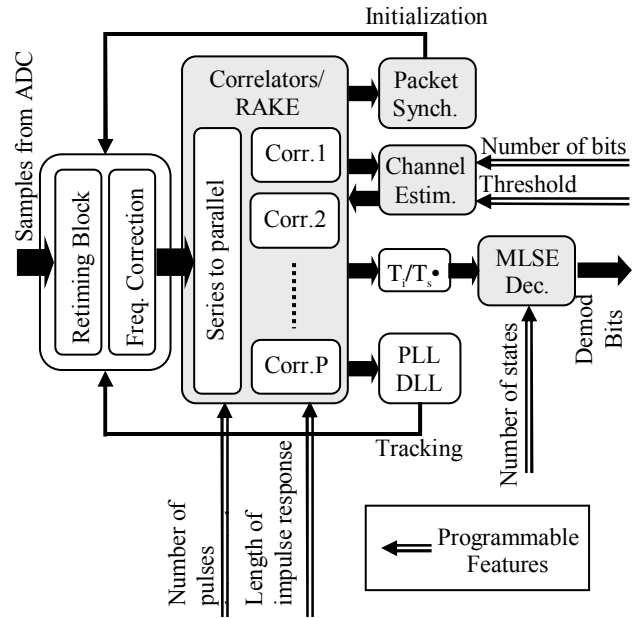 Initialization
Samples from ADC
Retiming Block
Freq. Correction
Correlators/
RAKE
Series to parallel
Corr.1
Corr.2
Corr.P
Packet
Synch.
Channel
Estim.
Number of bits
Threshold
Ti/Ts•
MLSE
Dec.
Demod
Bits
PLL
DLL
Tracking
Number of states
Number of
pulses
Length of
impulse response
Programmable
Features